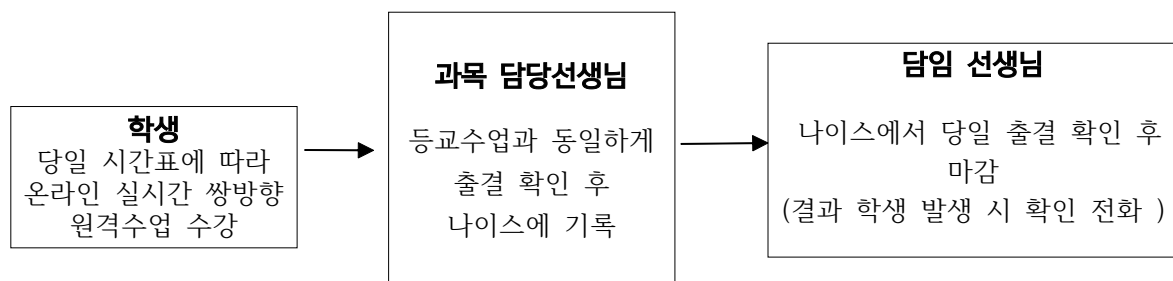 학생
당일 시간표에 따라
온라인 실시간 쌍방향
원격수업 수강
과목 담당선생님
등교수업과 동일하게
출결 확인 후
나이스에 기록
담임 선생님
나이스에서 당일 출결 확인 후
마감
(결과 학생 발생 시 확인 전화 )